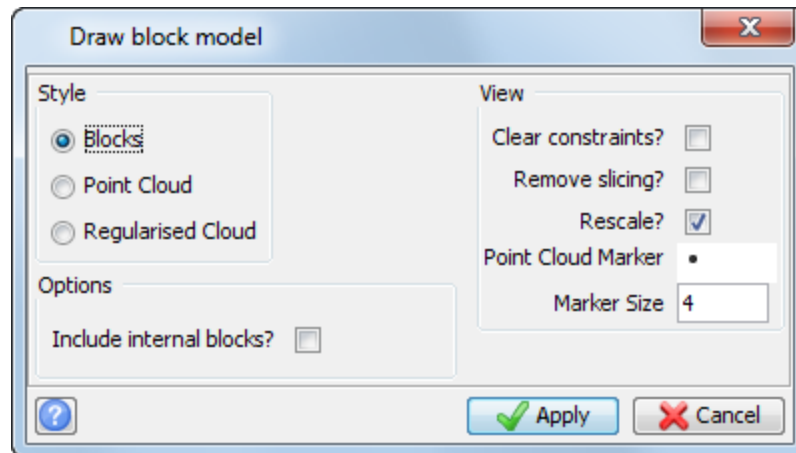 Draw block model
Style
Blocks
Point Cloud
Regularised Cloud
Options
Include internal blocks?
View
Clear constraints?
Remove slicing?
Rescale?
Point Cloud Marker
Marker Size 4
? Apply Cancel